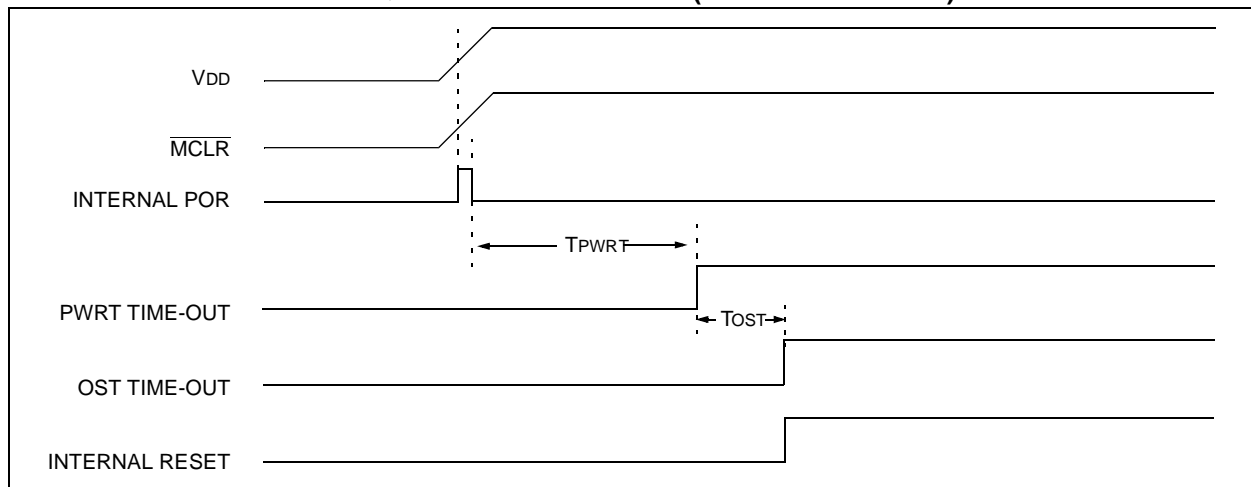 VDD
MCLR
INTERNAL POR
TPWRT
PWRT TIME-OUT
TOST
OST TIME-OUT
INTERNAL RESET